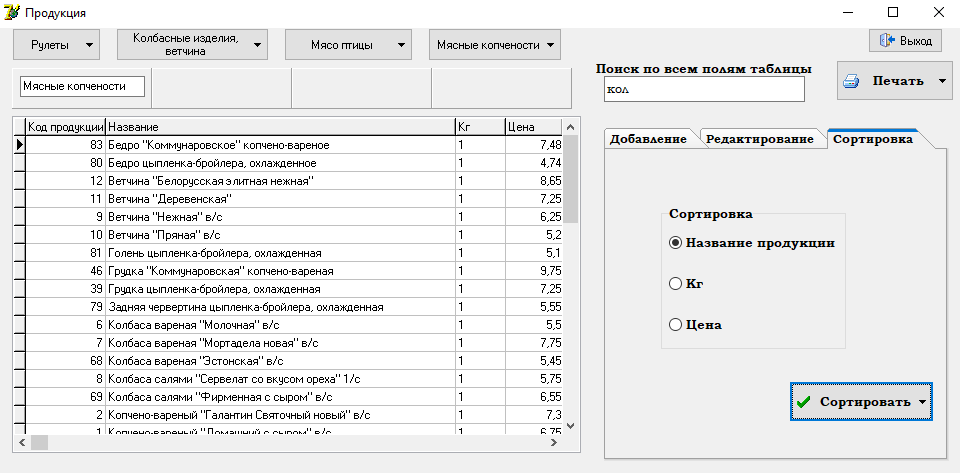 Продукция
Рулеты
Колбасные изделия,
ветчина
Мясо птицы
Мясные копчености
Выход
Мясные копчености
Поиск по всем полям таблицы
кол
Печать
Код продукции Название Кг Цена
83 Бедро "Коммунаровское" копчено-вареное 1 7,48
80 Бедро цыпленка-бройлера, охлажденное 1 4,74
12 Ветчина "Белорусская элитная нежная" 1 8,65
11 Ветчина "Деревенская" 1 7,25
9 Ветчина "Нежная" в/с 1 6,25
10 Ветчина "Пряная" в/с 1 5,2
81 Голень цыпленка-бройлера, охлажденная 1 5,1
46 Грудка "Коммунаровская" копчено-вареная 1 9,75
39 Грудка цыпленка-бройлера, охлажденная 1 7,25
79 Задняя червертина цыпленка-бройлера, охлажденная 1 5,55
6 Колбаса вареная "Молочная" в/с 1 5,5
7 Колбаса вареная "Мортадела новая" в/с 1 7,75
68 Колбаса вареная "Эстонская" в/с 1 5,45
8 Колбаса салями "Сервелат со вкусом ореха" 1/с 1 5,75
69 Колбаса салями "Фирменная с сыром" в/с 1 6,55
2 Копчено-вареный "Галантин Святочный новый" в/с 1 7,3
1 Копчено-вареный "Домашний с сыром" в/с 1 6,75
Добавление
Редактирование
Сортировка
Сортировка
Название продукции
Кг
Цена
Сортировать